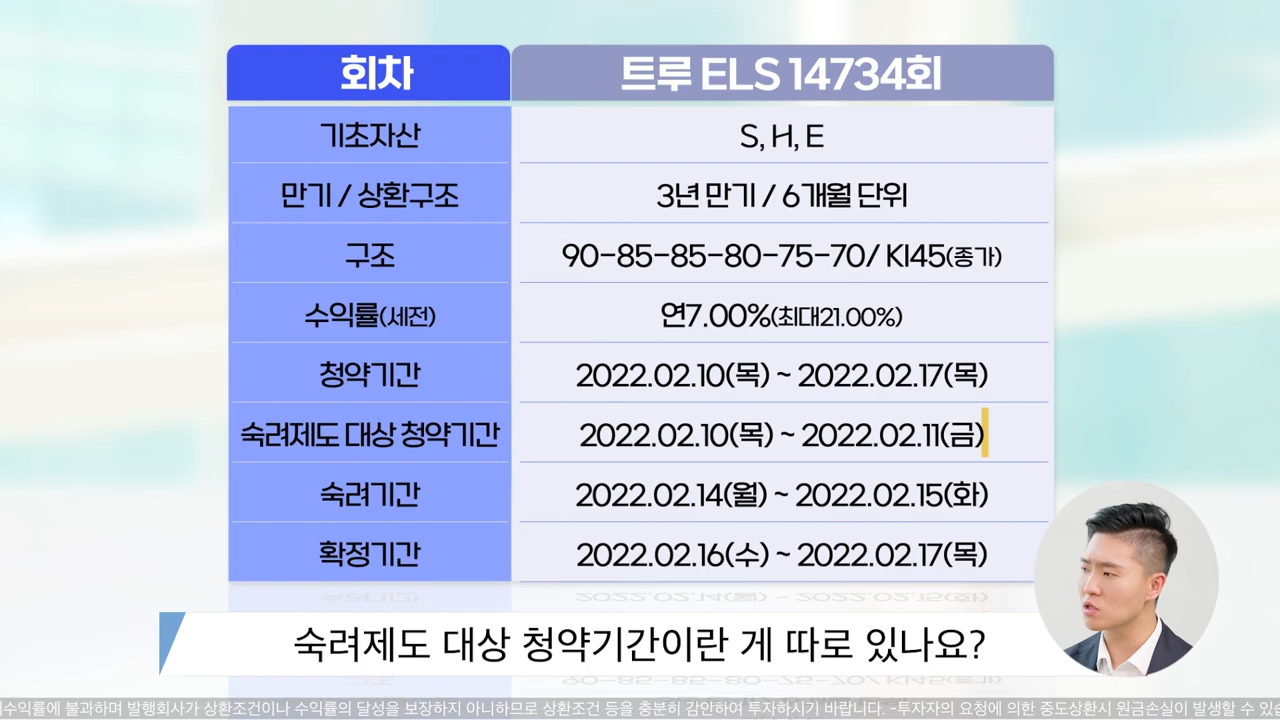 회차 트루 ELS 14734회
기초자산 S, H, E
만기 / 상환구조 3년 만기 / 6개월 단위
구조 90-85-85-80-75-70/ KI45(종가)
수익률(세전) 연7.00%(최대21.00%)
청약기간 2022.02.10(목) ~ 2022.02.17(목)
숙려제도 대상 청약기간 2022.02.10(목) ~ 2022.02.11(금)
숙려기간 2022.02.14(월) ~ 2022.02.15(화)
확정기간 2022.02.16(수) ~ 2022.02.17(목)
숙려제도 대상 청약기간이란 게 따로 있나요?
수익률에 불과하며 발행회사가 상환조건이나 수익률의 달성을 보장하지 아니하므로 상환조건 등을 충분히 감안하여 투자하시기 바랍니다. -투자자의 요청에 의한 중도상환시 원금손실이 발생할 수 있